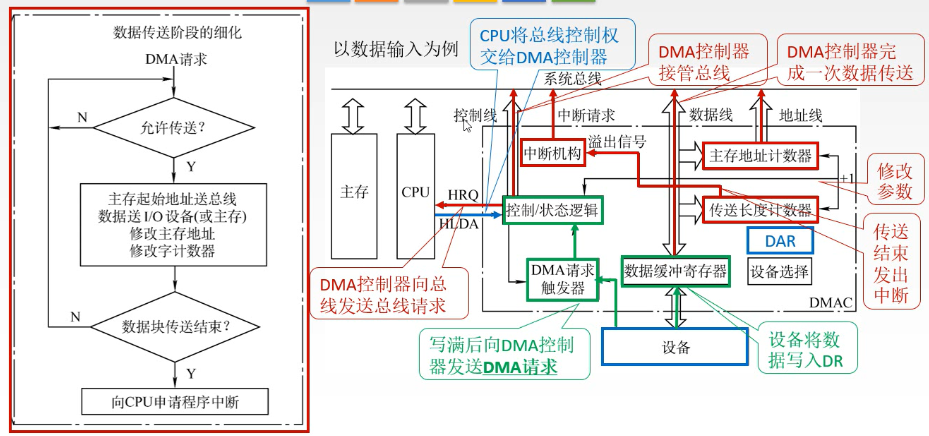 数据传送阶段的细化
DMA请求
N
允许传送?
Y
主存起始地址送总线
数据送I/O设备(或主存)
修改主存地址
修改字计数器
N
数据块传送结束?
Y
向CPU申请程序中断
以数据输入为例
CPU将总线控制权
交给DMA控制器
DMA控制器
接管总线
DMA控制器完
成一次数据传送
系统总线
控制线
中断请求
数据线
地址线
中断机构
溢出信号
主存地址计数器
+1
修改
参数
主存
CPU
HRQ
HLDA
控制/状态逻辑
传送长度计数器
传送
结束
发出
中断
DAR
DMA控制器向总
线发送总线请求
DMA请求
触发器
数据缓冲寄存器
设备选择
DMAC
写满后向DMA控制
器发送DMA请求
设备
设备将数
据写入DR